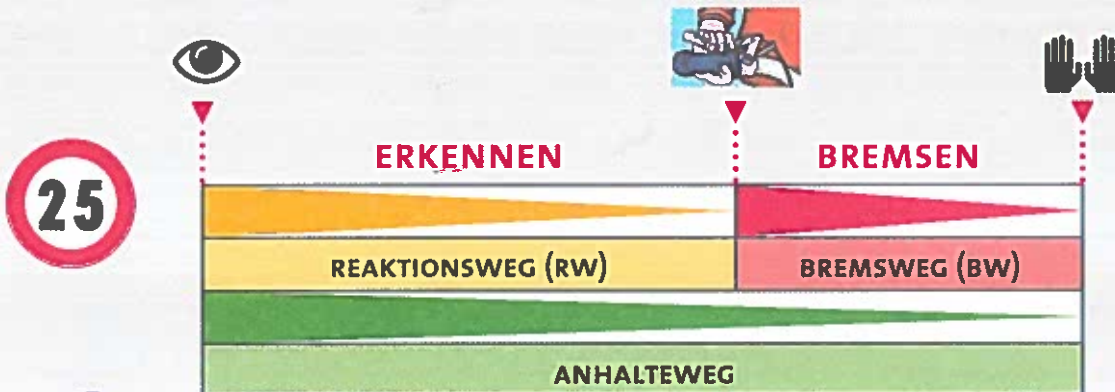 25
ERKENNEN
BREMSEN
REAKTIONSWEG (RW)
BREMSWEG (BW)
ANHALTEWEG